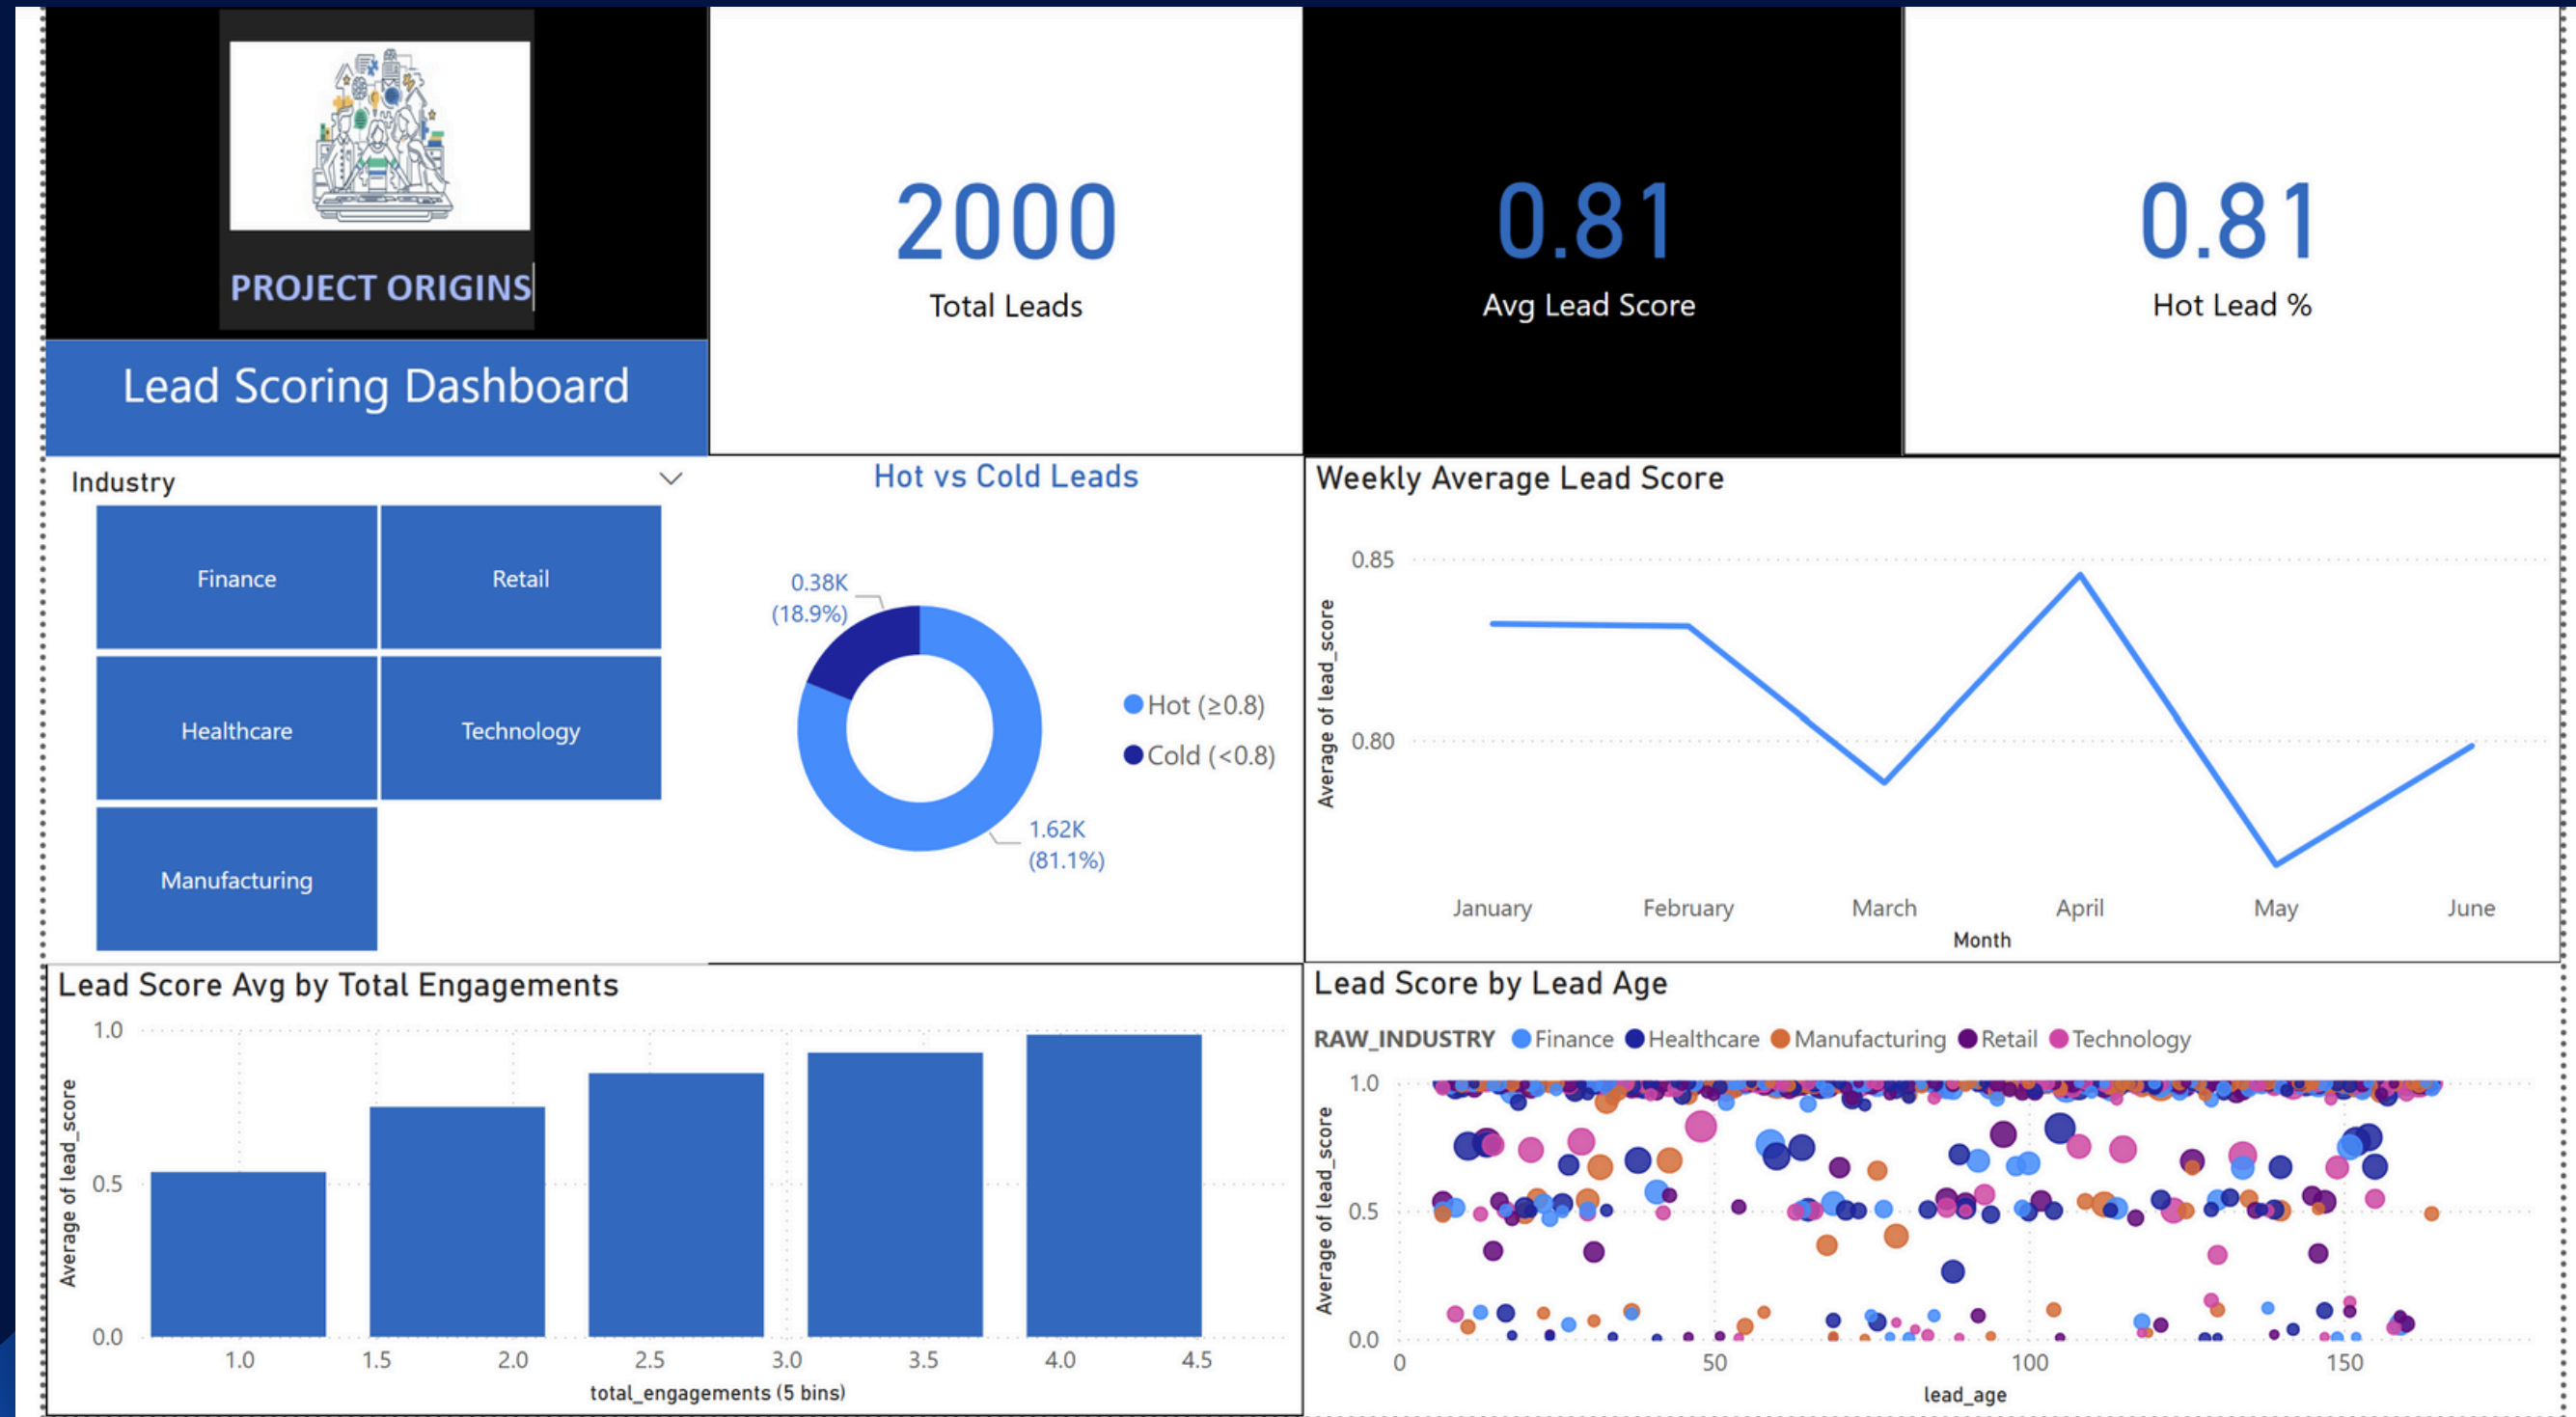 PROJECT ORIGINS
Lead Scoring Dashboard
2000
Total Leads
0.81
Avg Lead Score
0.81
Hot Lead %
Industry
Finance
Retail
Healthcare
Technology
Manufacturing
Hot vs Cold Leads
0.38K
(18.9%)
1.62K
(81.1%)
Hot (≥0.8)
Cold (<0.8)
Weekly Average Lead Score
Average of lead_score
0.85
0.80
January February March April May June
Month
Lead Score Avg by Total Engagements
Average of lead_score
1.0
0.5
0.0
1.0 1.5 2.0 2.5 3.0 3.5 4.0 4.5
total_engagements (5 bins)
Lead Score by Lead Age
RAW_INDUSTRY Finance Healthcare Manufacturing Retail Technology
Average of lead_score
1.0
0.5
0.0
0 50 100 150
lead_age